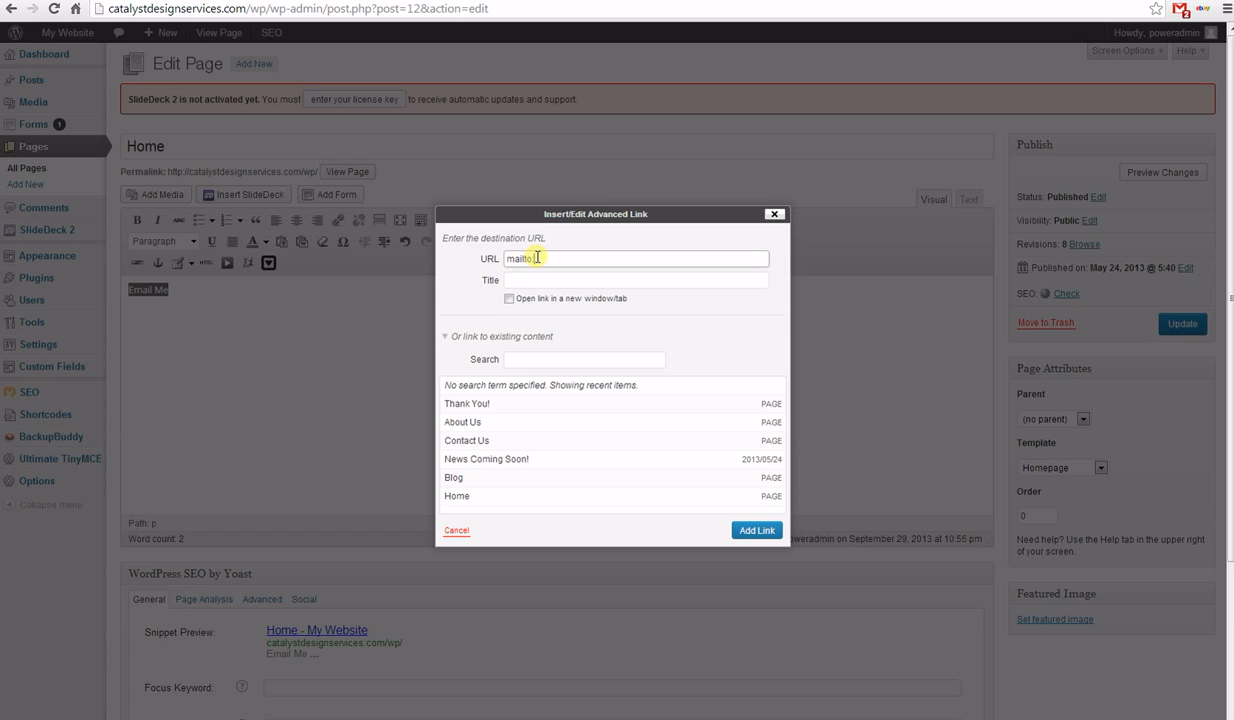 catalystdesignservices.com/wp/wp-admin/post.php?post=12&action=edit
2
ebay
My Website
+ New
View Page
SEO
Howdy, poweradmin
Dashboard
Posts
Media
Forms 1
Pages
All Pages
Add New
Comments
SlideDeck 2
Appearance
Plugins
Users
Tools
Settings
Custom Fields
SEO
Shortcodes
BackupBuddy
Ultimate TinyMCE
Options
Collapse menu
Edit Page Add New
Screen Options
Help
SlideDeck 2 is not activated yet. You must enter your license key to receive automatic updates and support.
Home
Permalink: http://catalystdesignservices.com/wp/ View Page
Add Media
Insert SlideDeck
Add Form
Visual
Text
B I ABC
Paragraph
U
A
Ω
HTML
Email Me
Path: p
Word count: 2
poweradmin on September 29, 2013 at 10:55 pm
Insert/Edit Advanced Link
Enter the destination URL
URL mailto:
Title
Open link in a new window/tab
Or link to existing content
Search
No search term specified. Showing recent items.
Thank You! PAGE
About Us PAGE
Contact Us PAGE
News Coming Soon! 2013/05/24
Blog PAGE
Home PAGE
Cancel
Add Link
Publish
Preview Changes
Status: Published Edit
Visibility: Public Edit
Revisions: 8 Browse
Published on: May 24, 2013 @ 5:40 Edit
SEO: Check
Move to Trash
Update
Page Attributes
Parent
(no parent)
Template
Homepage
Order
0
Need help? Use the Help tab in the upper right
of your screen.
Featured Image
Set featured image
WordPress SEO by Yoast
General
Page Analysis
Advanced
Social
Snippet Preview:
Home - My Website
catalystdesignservices.com/wp/
Email Me ...
Focus Keyword:
?